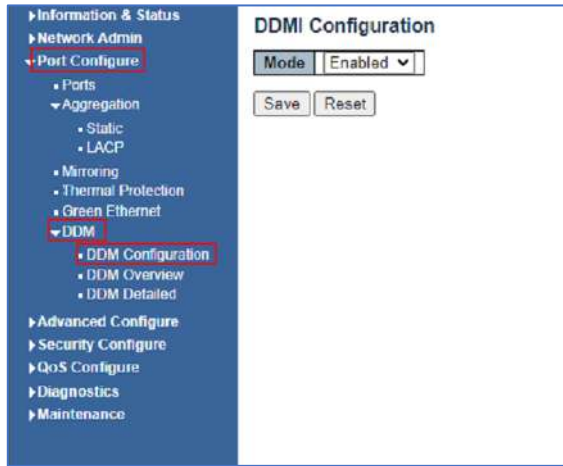 Information & Status
Network Admin
Port Configure
Ports
Aggregation
Static
LACP
Mirroring
Thermal Protection
Green Ethernet
DDM
DDM Configuration
DDM Overview
DDM Detailed
Advanced Configure
Security Configure
QoS Configure
Diagnostics
Maintenance
DDMI Configuration
Mode Enabled
Save Reset